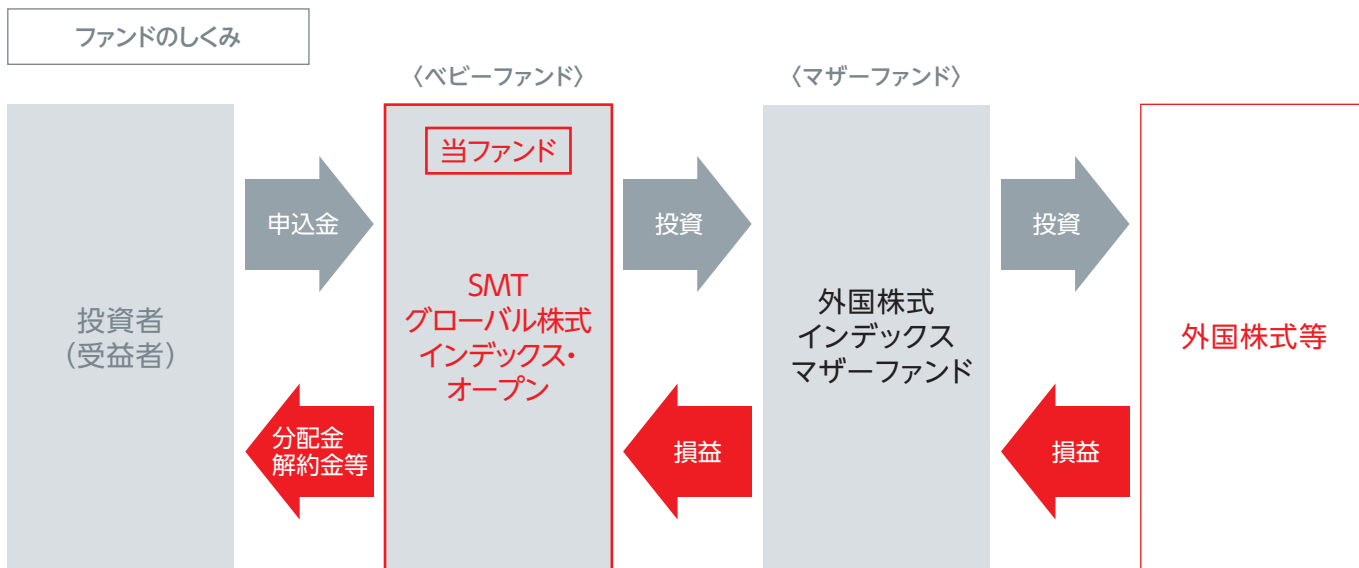 ファンドのしくみ
〈ベビーファンド〉
〈マザーファンド〉
投資者
(受益者)
申込金
分配金
解約金等
当ファンド
SMT
グローバル株式
インデックス・
オープン
投資
損益
外国株式
インデックス
マザーファンド
投資
損益
外国株式等